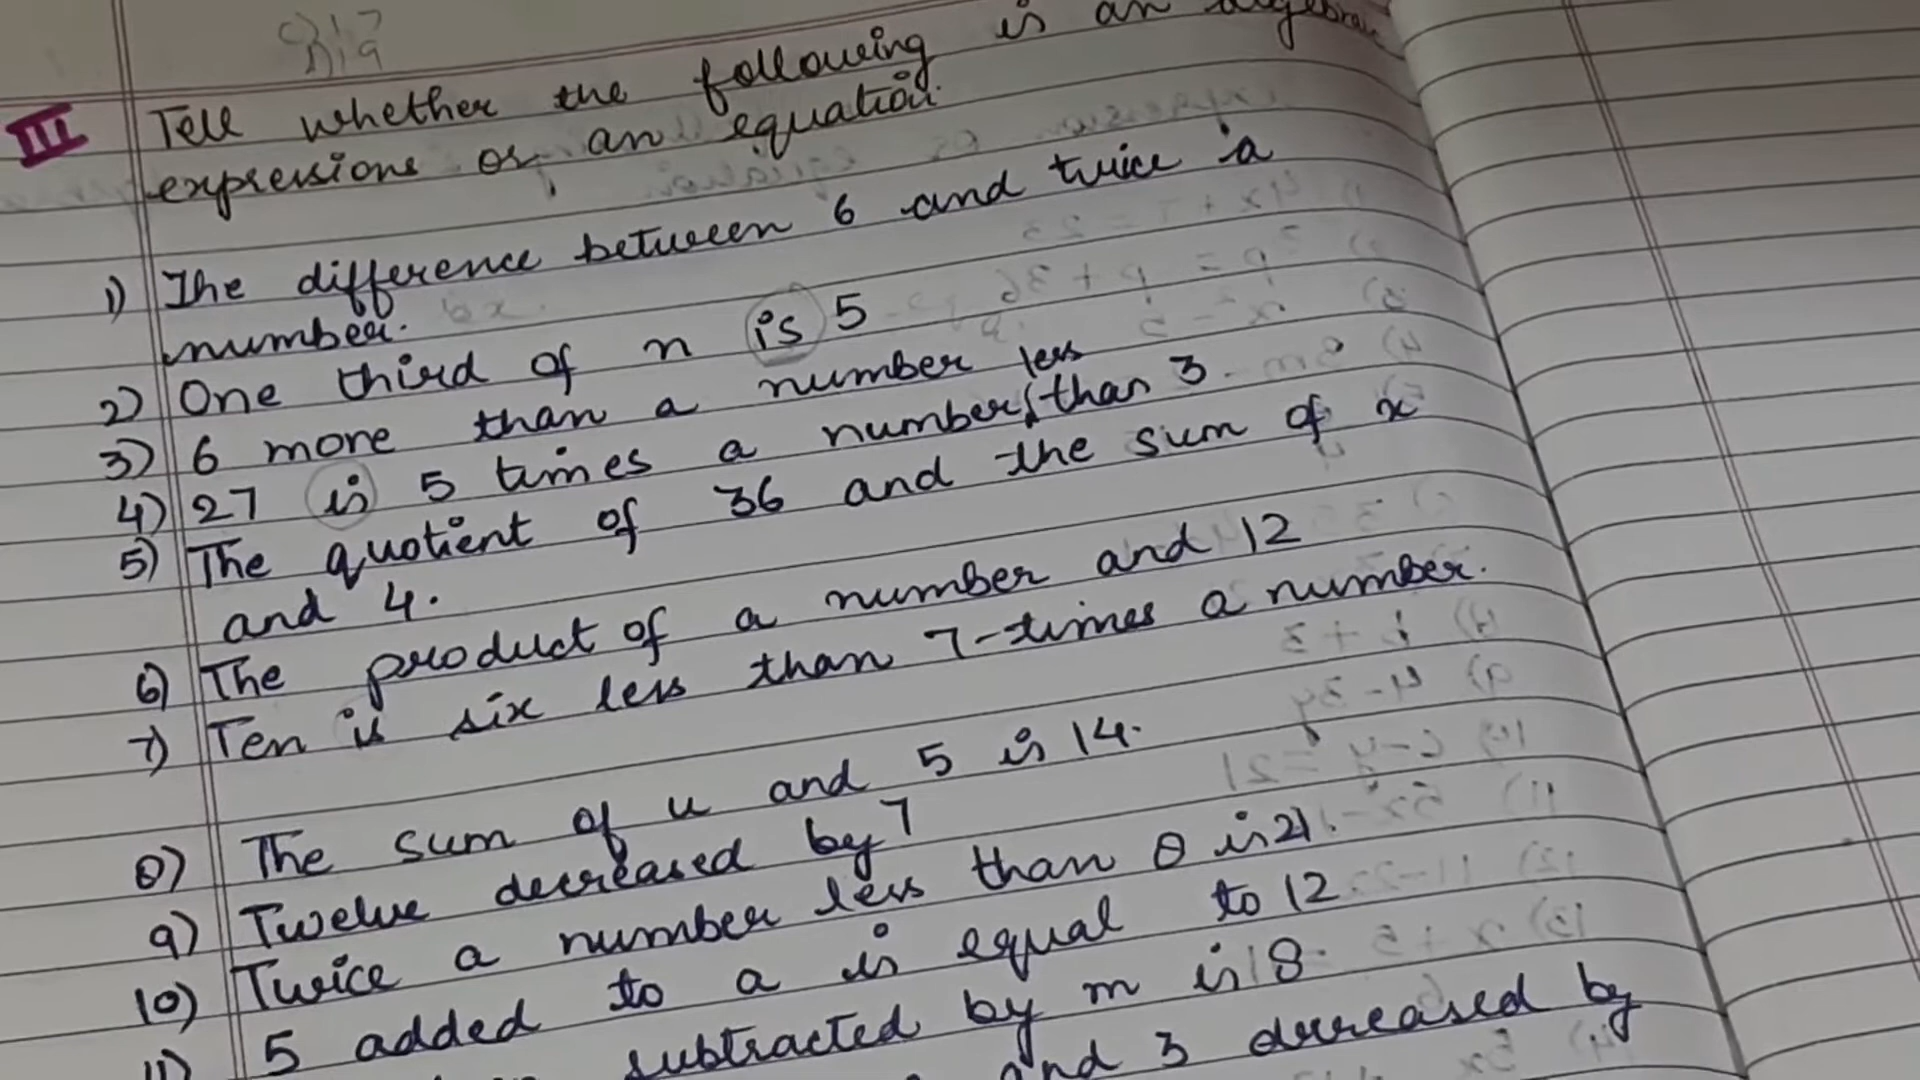 III Tell whether the following is an
expressions or an equation.
1) The difference between 6 and twice a
number.
2) One third of n is 5
3) 6 more than a number
less
4) 27 is 5 times a number than 3.
5) The quotient of 36 and the sum of x
and 4.
6) The product of a number and 12
7) Ten is six less than 7-times a number.
8) The sum of u and 5 is 14.
9) Twelve decreased by 7
10) Twice a number less than 8 is 21.
11) 5 added to a is equal to 12
subtracted by m is 18.
and 3 decreased by